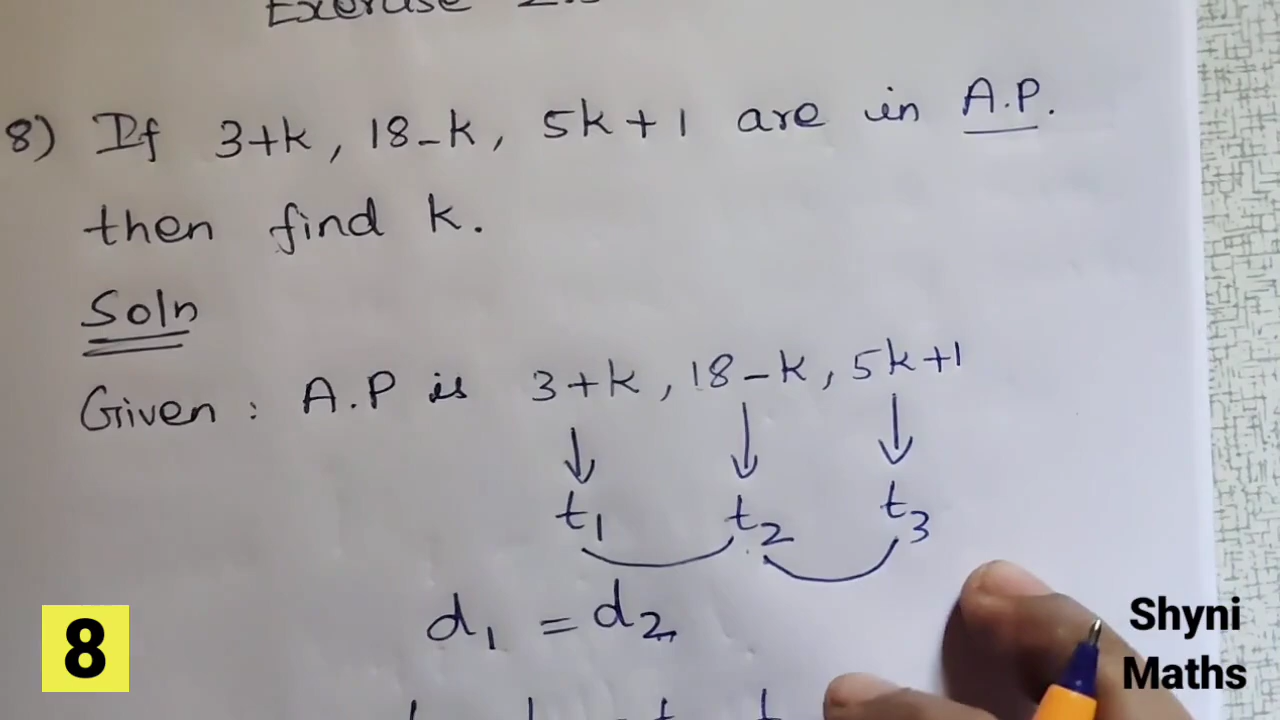 Exercise
8) If 3+k, 18-k, 5k+1 are in A.P.
then find k.
Soln
Given : A.P is 3+k, 18-k, 5k+1
t₁ t₂ t₃
d₁ = d₂
8
Shyni
Maths